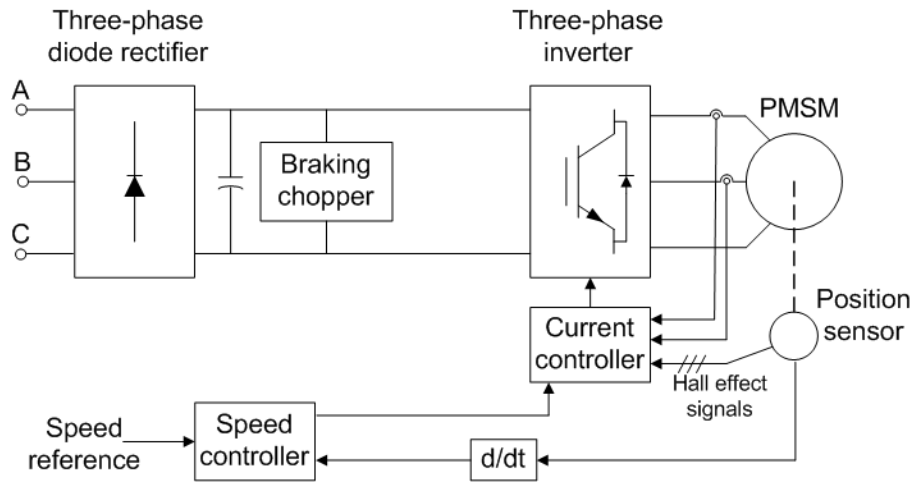 Three-phase
diode rectifier
Three-phase
inverter
A
PMSM
B
Braking
chopper
C
Position
sensor
Current
controller
Hall effect
signals
Speed
reference
Speed
controller
d/dt